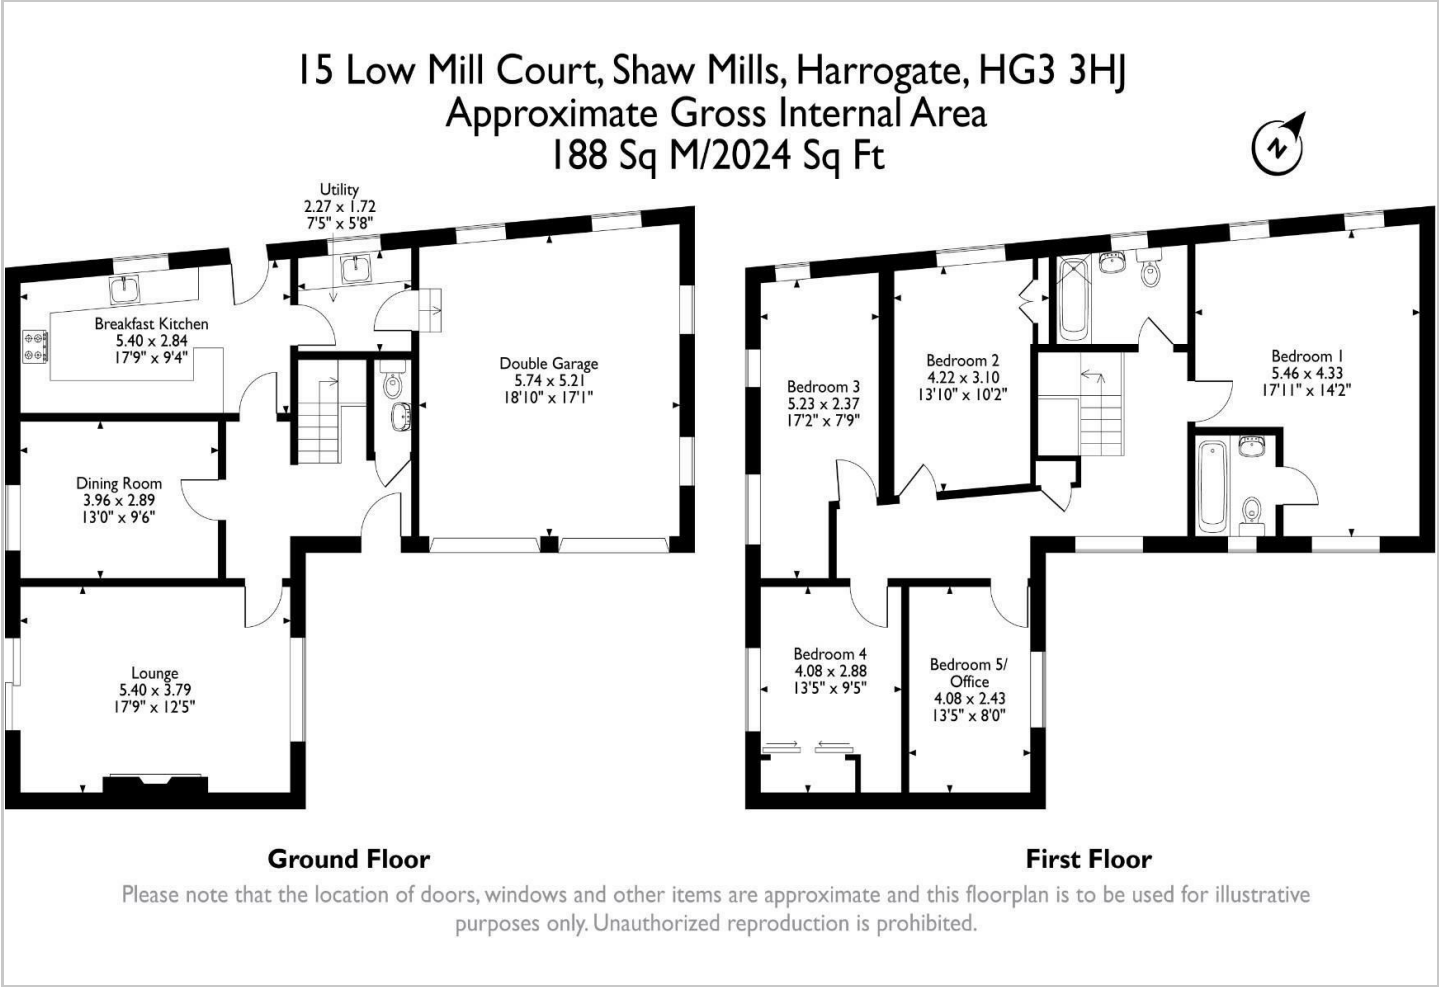 15 Low Mill Court, Shaw Mills, Harrogate, HG3 3HJ
Approximate Gross Internal Area
188 Sq M/2024 Sq Ft
N
Utility
2.27 x 1.72
7'5" x 5'8"
Breakfast Kitchen
5.40 x 2.84
17'9" x 9'4"
Double Garage
5.74 x 5.21
18'10" x 17'1"
Dining Room
3.96 x 2.89
13'0" x 9'6"
Lounge
5.40 x 3.79
17'9" x 12'5"
Ground Floor
Bedroom 3
5.23 x 2.37
17'2" x 7'9"
Bedroom 2
4.22 x 3.10
13'10" x 10'2"
Bedroom 1
5.46 x 4.33
17'11" x 14'2"
Bedroom 4
4.08 x 2.88
13'5" x 9'5"
Bedroom 5/
Office
4.08 x 2.43
13'5" x 8'0"
First Floor
Please note that the location of doors, windows and other items are approximate and this floorplan is to be used for illustrative
purposes only. Unauthorized reproduction is prohibited.